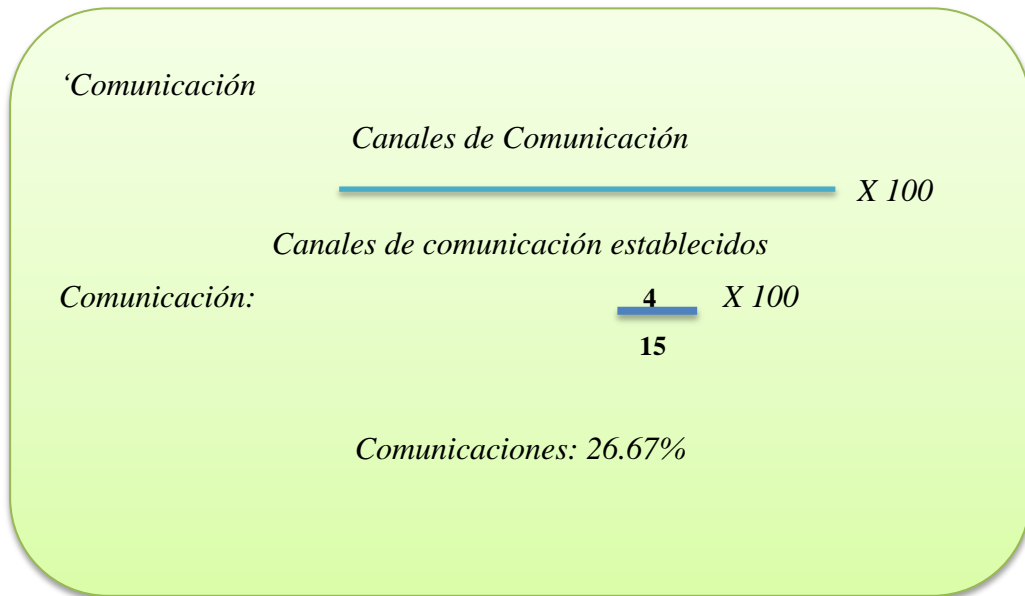 ‘Comunicación
Canales de Comunicación
X 100
Canales de comunicación establecidos
Comunicación: 4 X 100
15
Comunicaciones: 26.67%